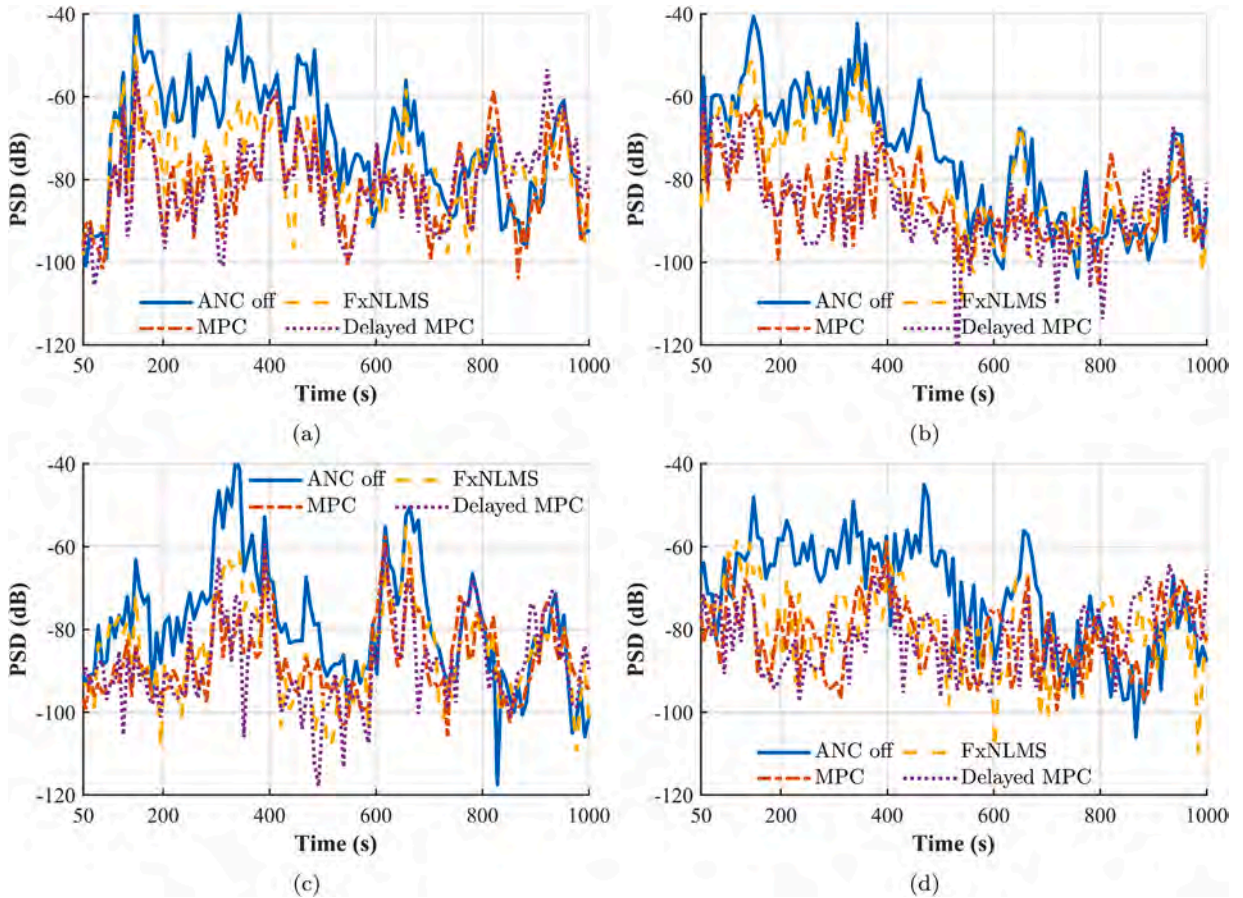 -40
-60
-80
-100
-120
PSD (dB)
ANC off
FxNLMS
MPC
Delayed MPC
50
200
400
600
800
1000
Time (s)
(a)
-40
-60
-80
-100
-120
PSD (dB)
ANC off
FxNLMS
MPC
Delayed MPC
50
200
400
600
800
1000
Time (s)
(b)
-40
-60
-80
-100
-120
PSD (dB)
ANC off
FxNLMS
MPC
Delayed MPC
50
200
400
600
800
1000
Time (s)
(c)
-40
-60
-80
-100
-120
PSD (dB)
ANC off
FxNLMS
MPC
Delayed MPC
50
200
400
600
800
1000
Time (s)
(d)